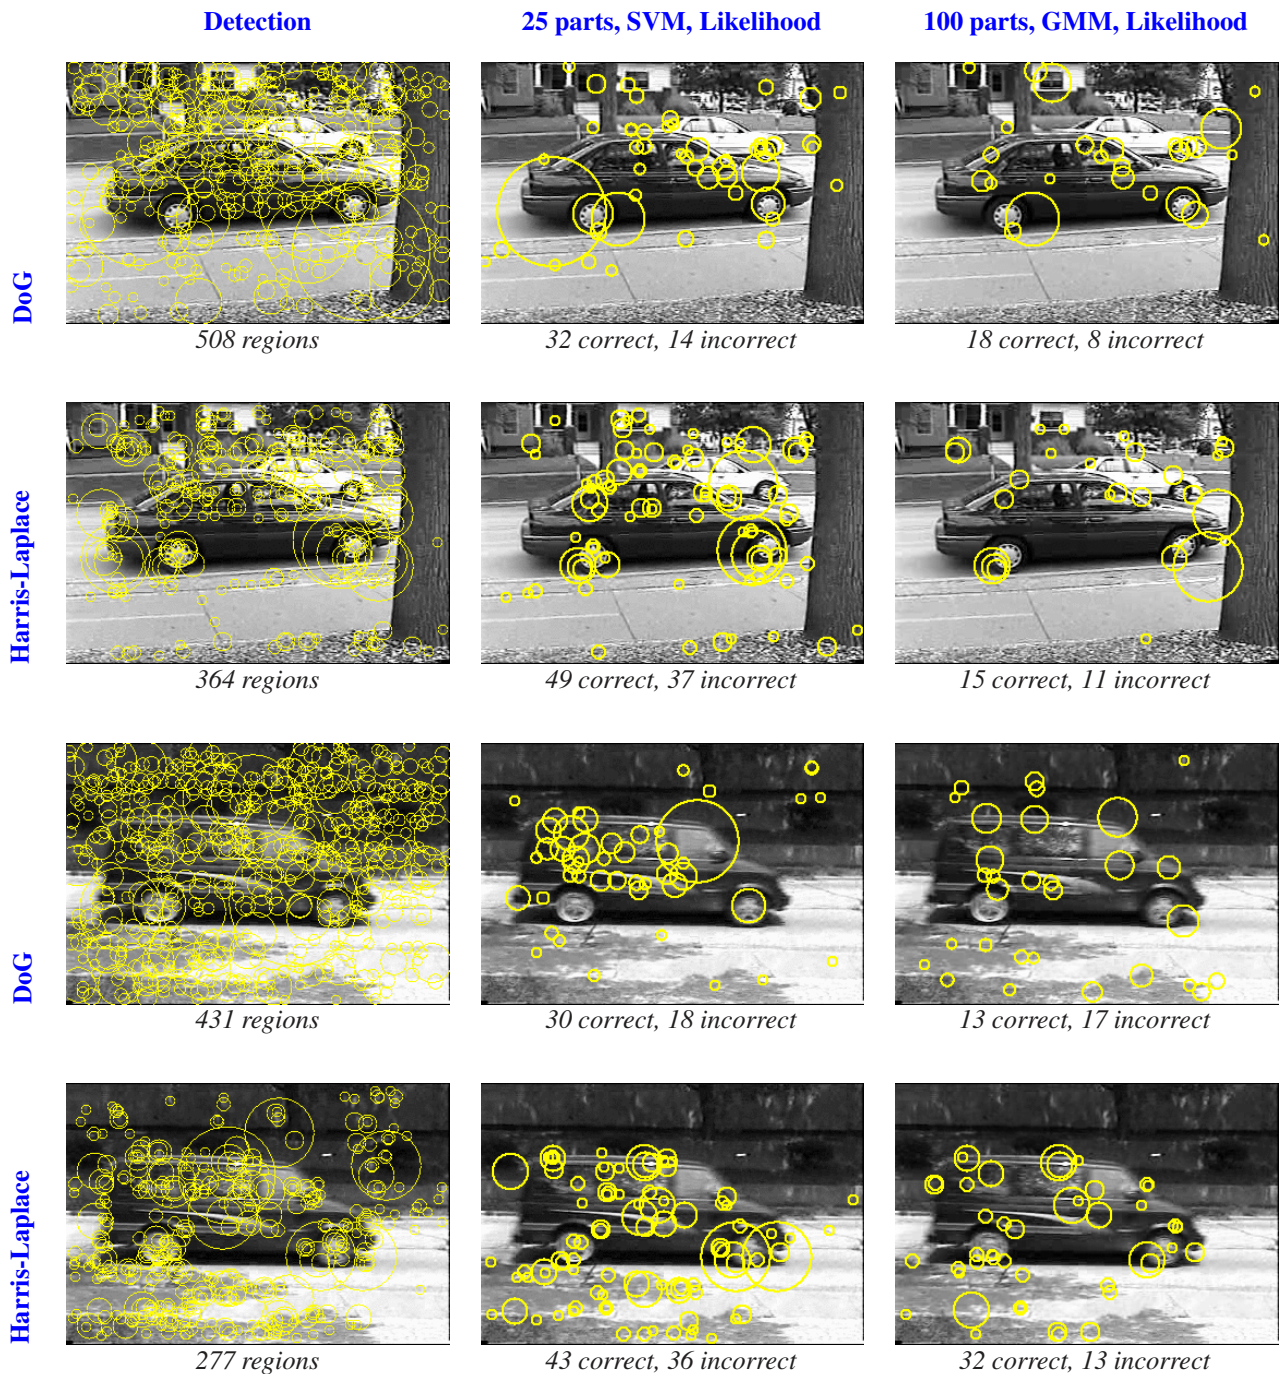 Detection
25 parts, SVM, Likelihood
100 parts, GMM, Likelihood
DoG
508 regions
32 correct, 14 incorrect
18 correct, 8 incorrect
Harris-Laplace
364 regions
49 correct, 37 incorrect
15 correct, 11 incorrect
DoG
431 regions
30 correct, 18 incorrect
13 correct, 17 incorrect
Harris-Laplace
277 regions
43 correct, 36 incorrect
32 correct, 13 incorrect